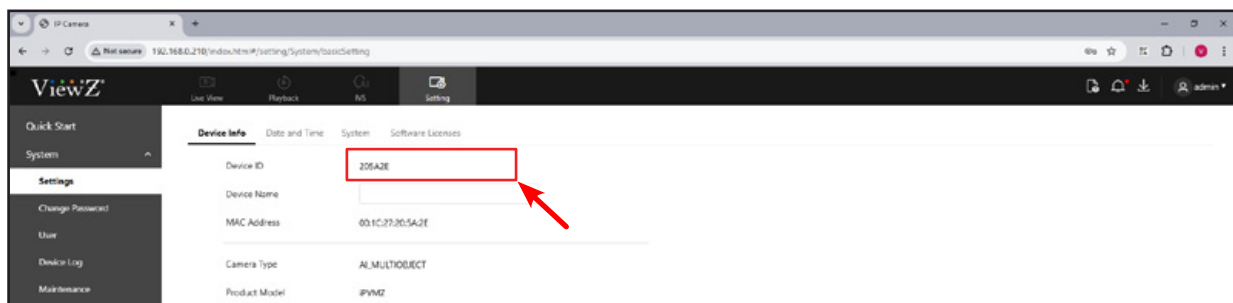 IP Camera
Not secure 192.168.0.210/index.html#/setting/System/basicSetting
ViewZ Live View Playback IVS Setting admin
Quick Start
Device Info Date and Time System Software Licenses
System
Device ID 205A2E
Settings
Device Name
Change Password
MAC Address 00:1C:27:20:5A:2E
User
Device Log
Camera Type AI_MULTIOBJECT
Maintenance
Product Model iPVMZ